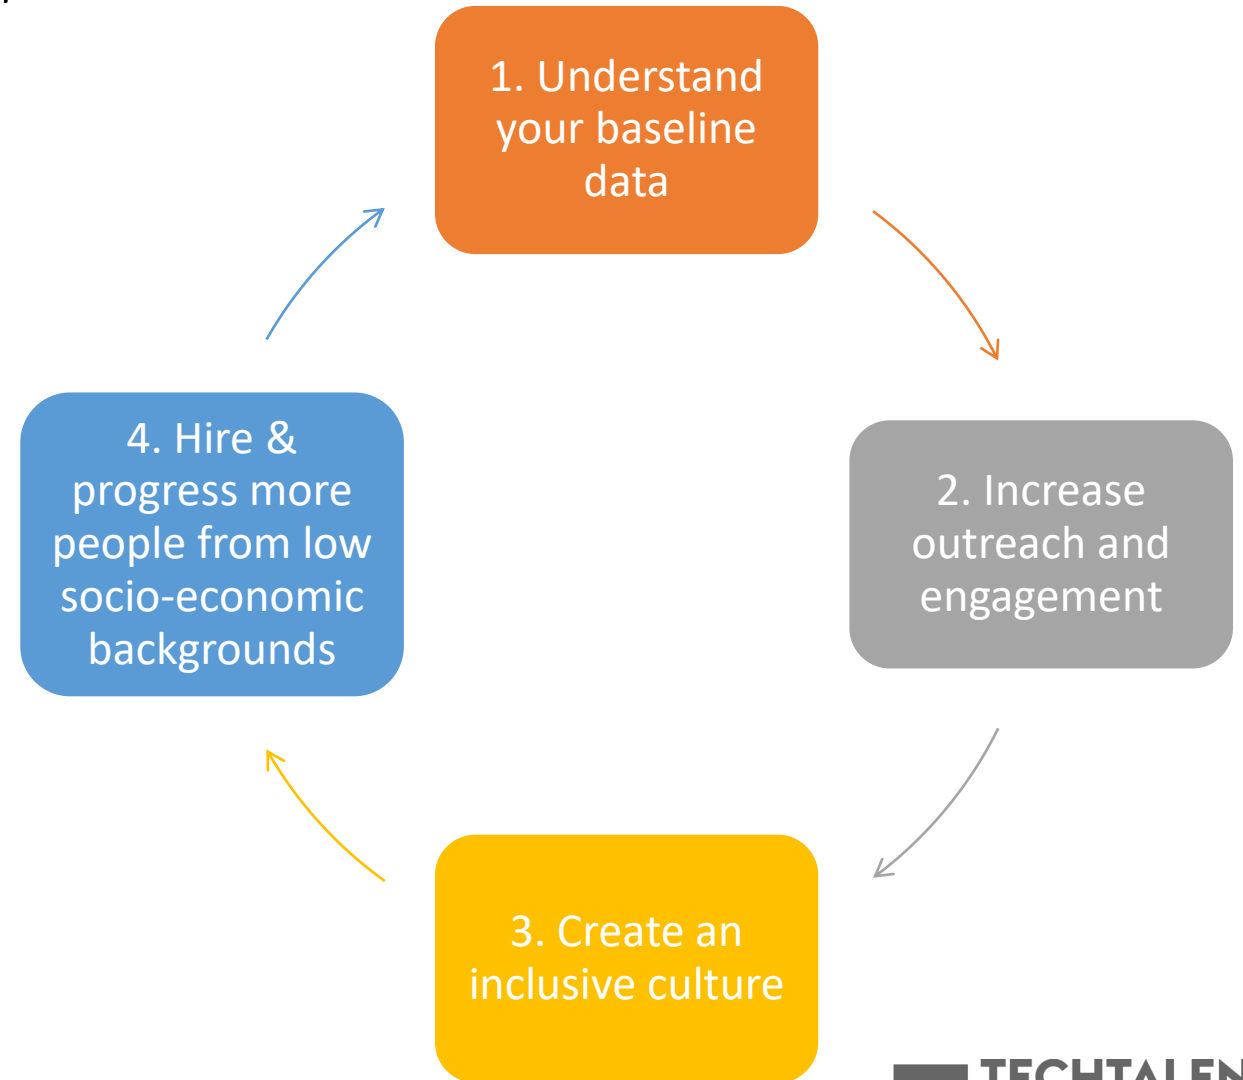 1. Understand
your baseline
data
2. Increase
outreach and
engagement
3. Create an
inclusive culture
4. Hire &
progress more
people from low
socio-economic
backgrounds
TECHTALEN